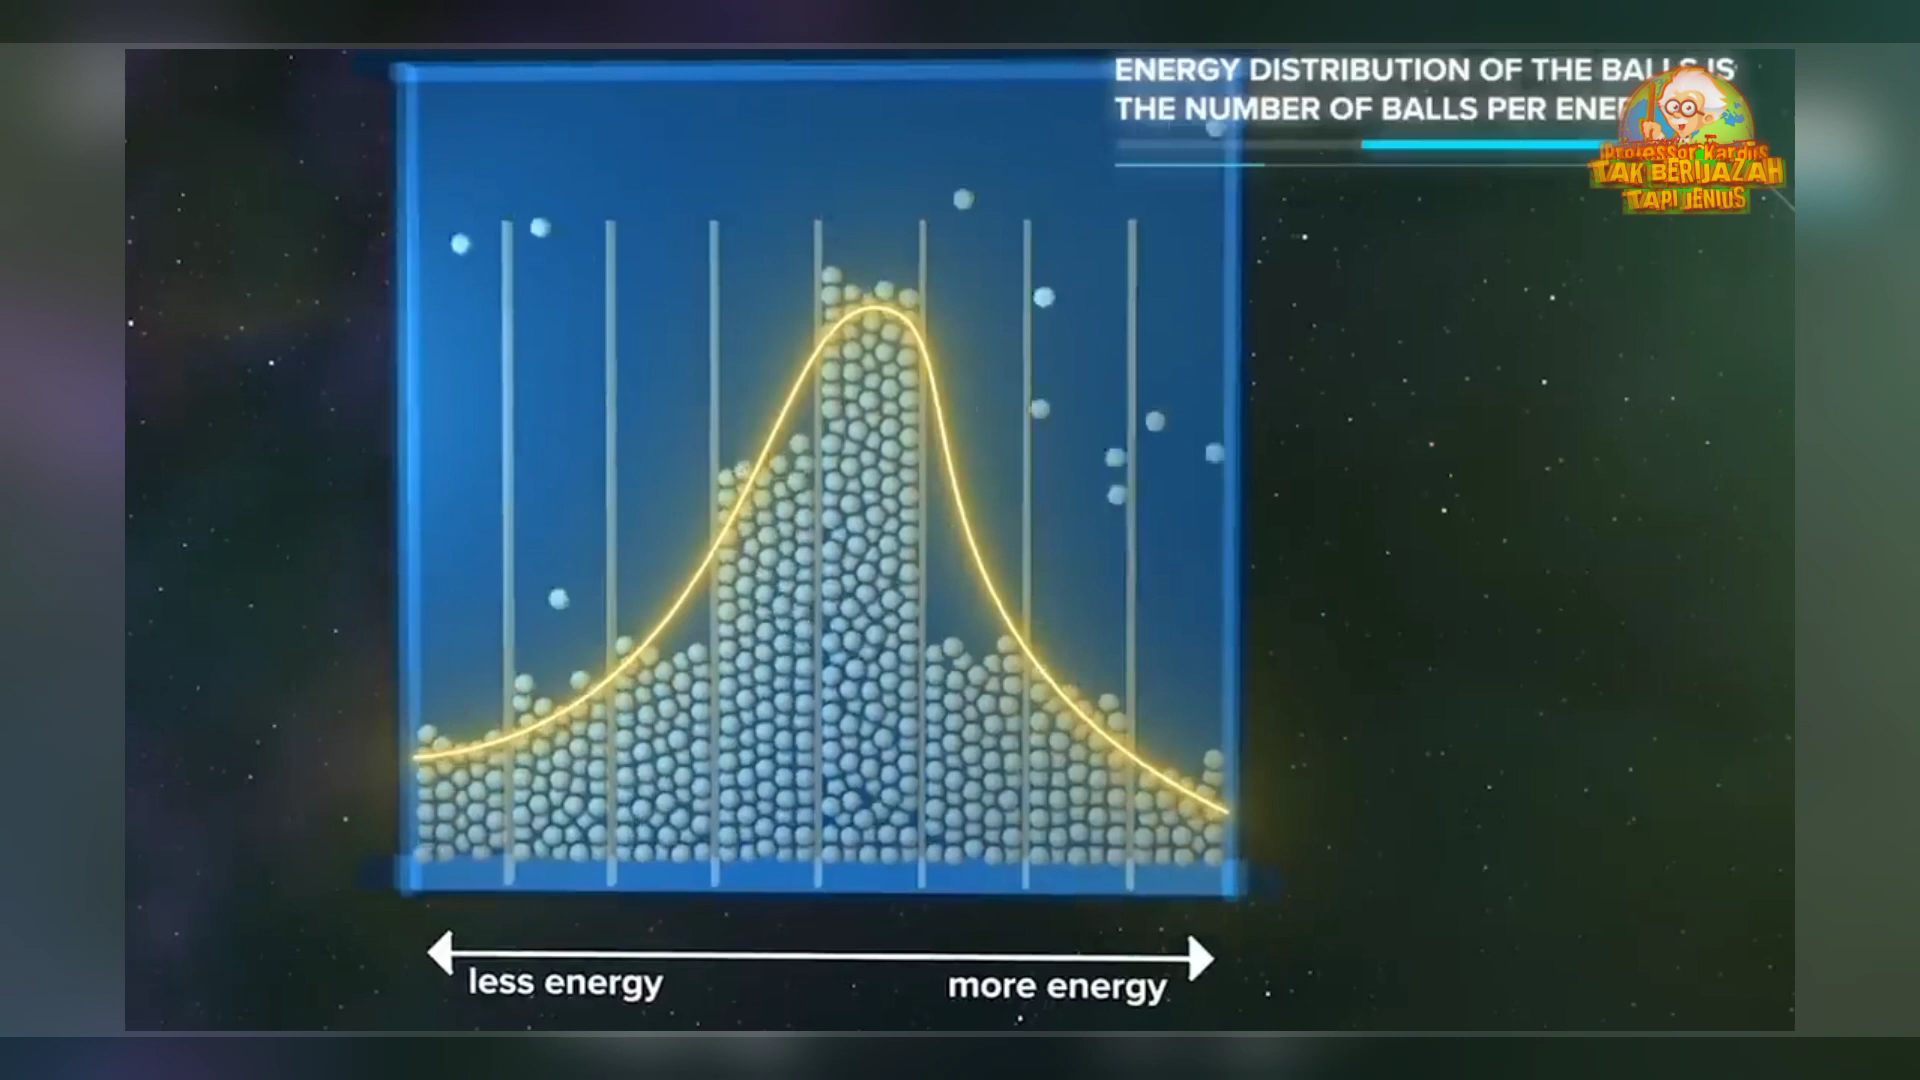 ENERGY DISTRIBUTION OF THE BALLS IS
THE NUMBER OF BALLS PER
Professor Kardus
TAK BERIJAZAH
TAPI JENIUS
less energy
more energy